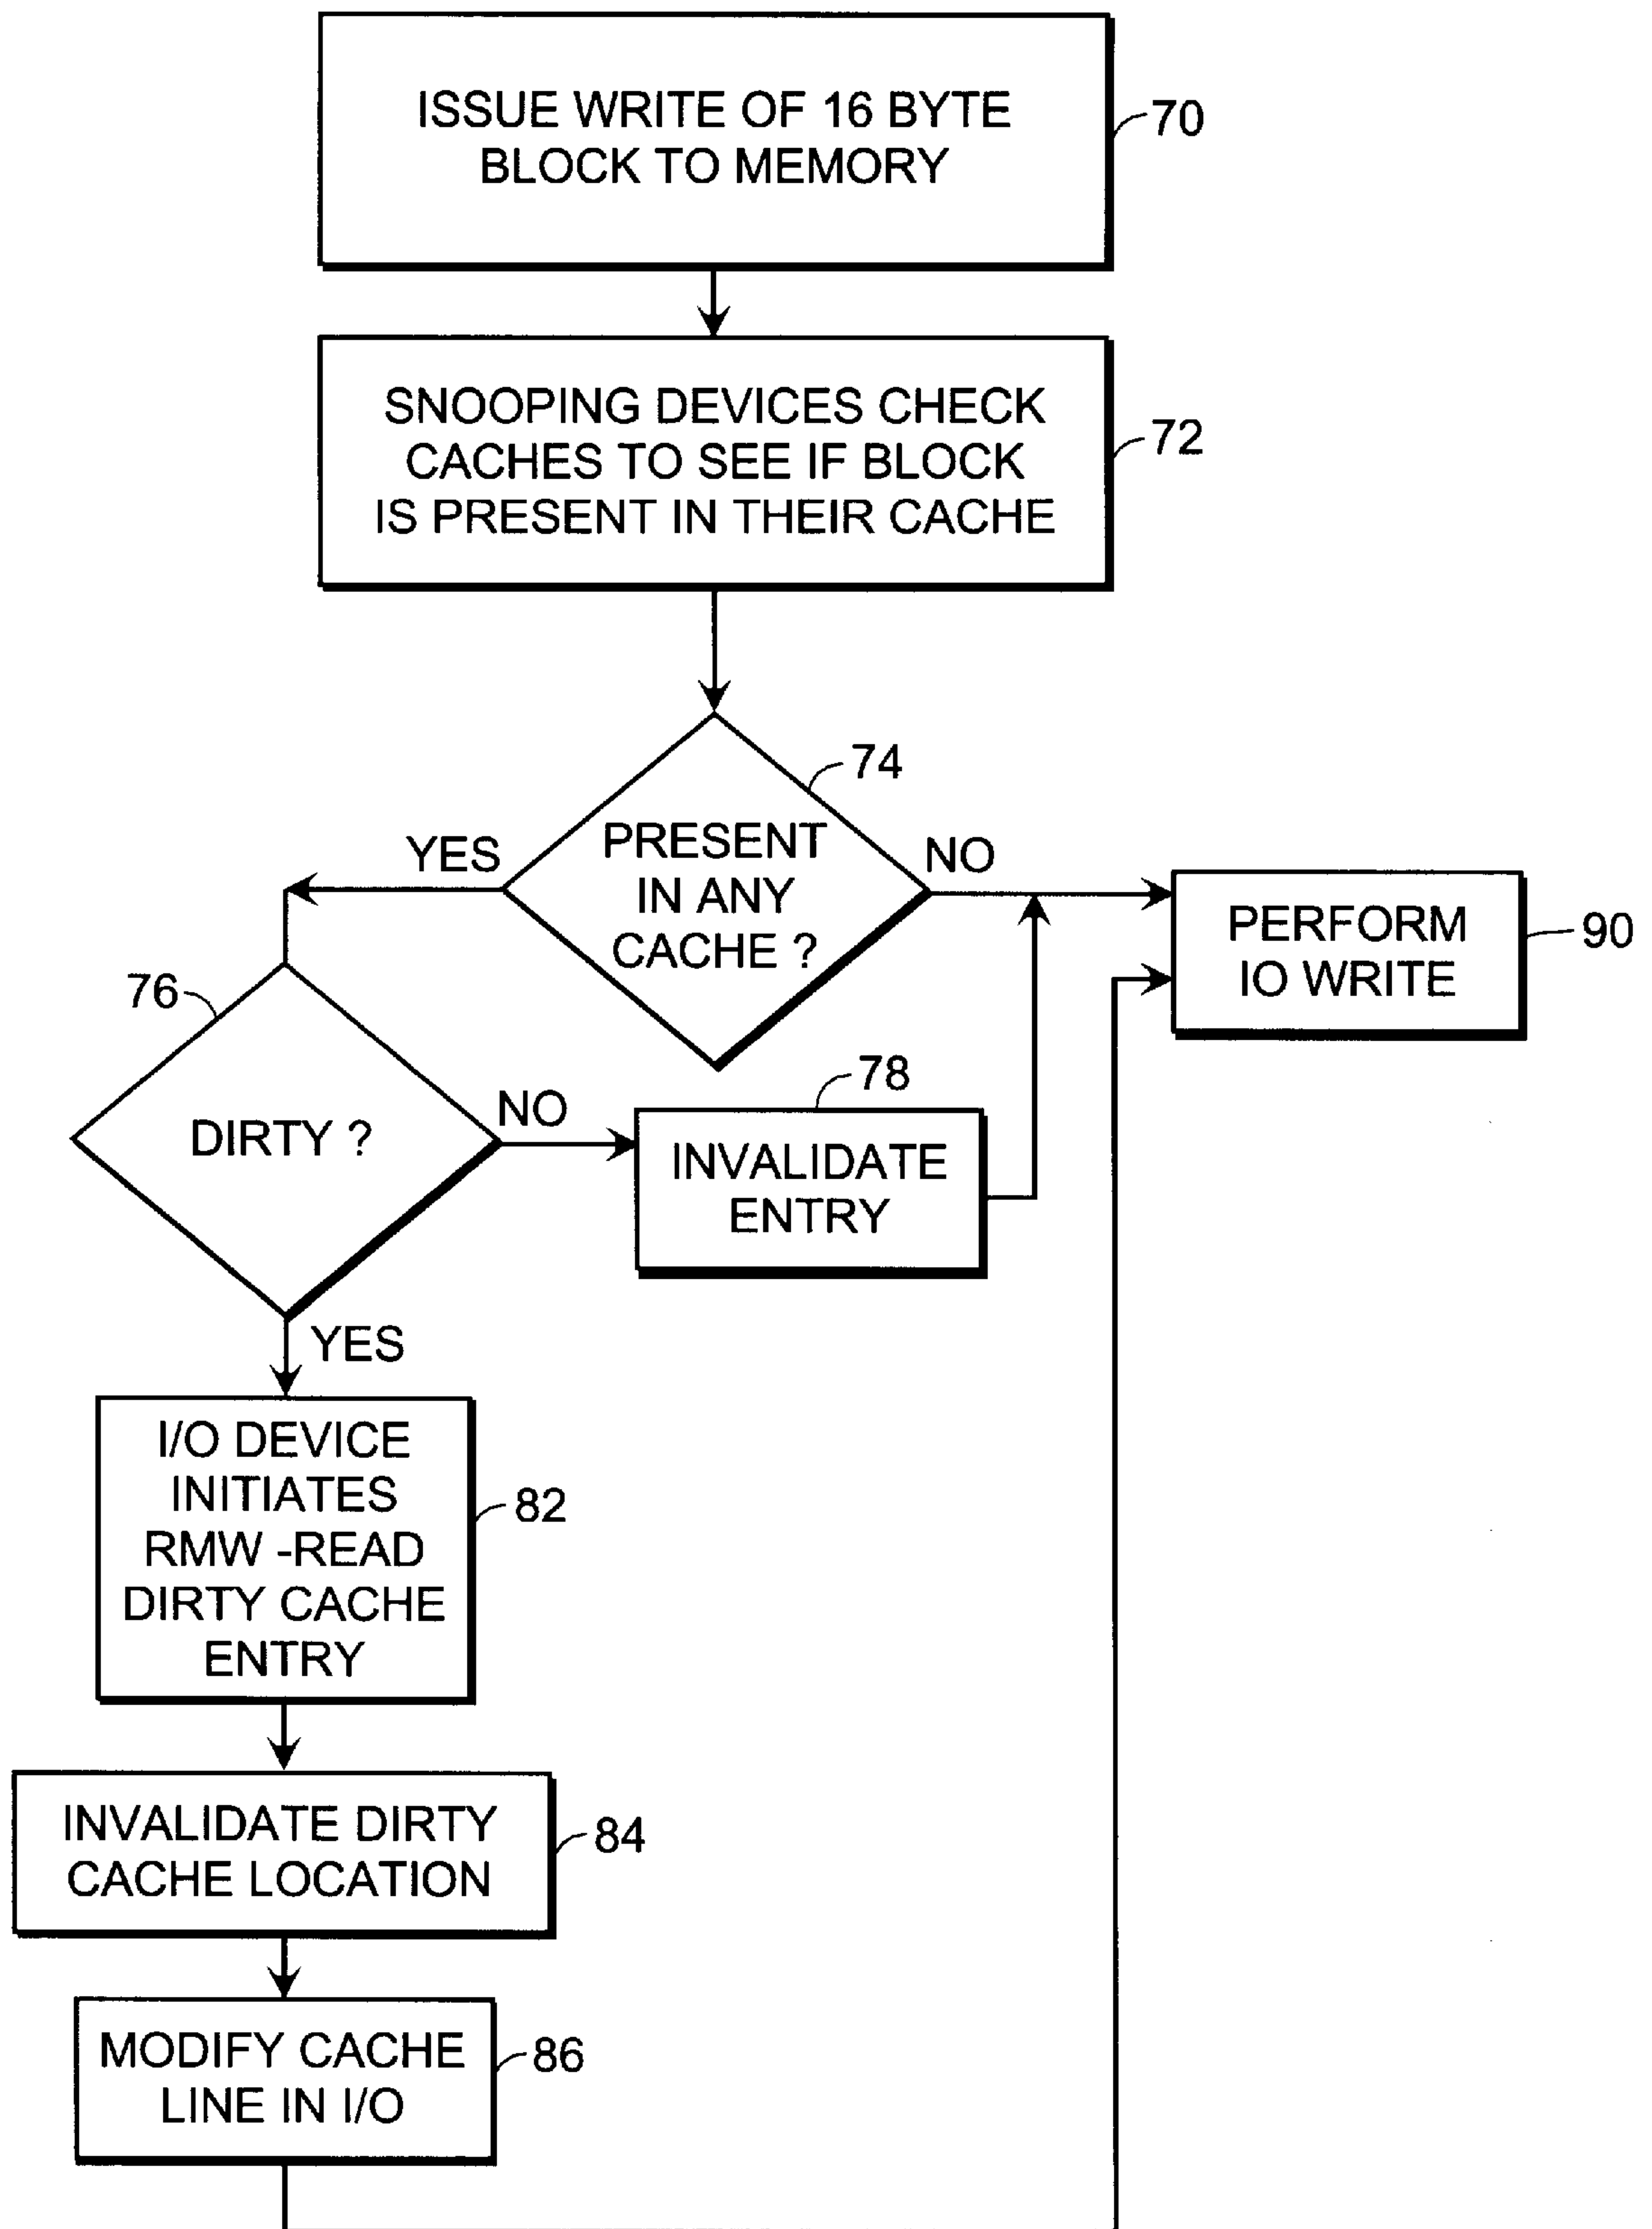 ISSUE WRITE OF 16 BYTE
BLOCK TO MEMORY
70
SNOOPING DEVICES CHECK
CACHES TO SEE IF BLOCK
IS PRESENT IN THEIR CACHE
72
74
PRESENT
IN ANY
CACHE ?
YES
NO
PERFORM
IO WRITE
90
76
DIRTY ?
NO
78
INVALIDATE
ENTRY
YES
I/O DEVICE
INITIATES
RMW -READ
DIRTY CACHE
ENTRY
82
INVALIDATE DIRTY
CACHE LOCATION
84
MODIFY CACHE
LINE IN I/O
86